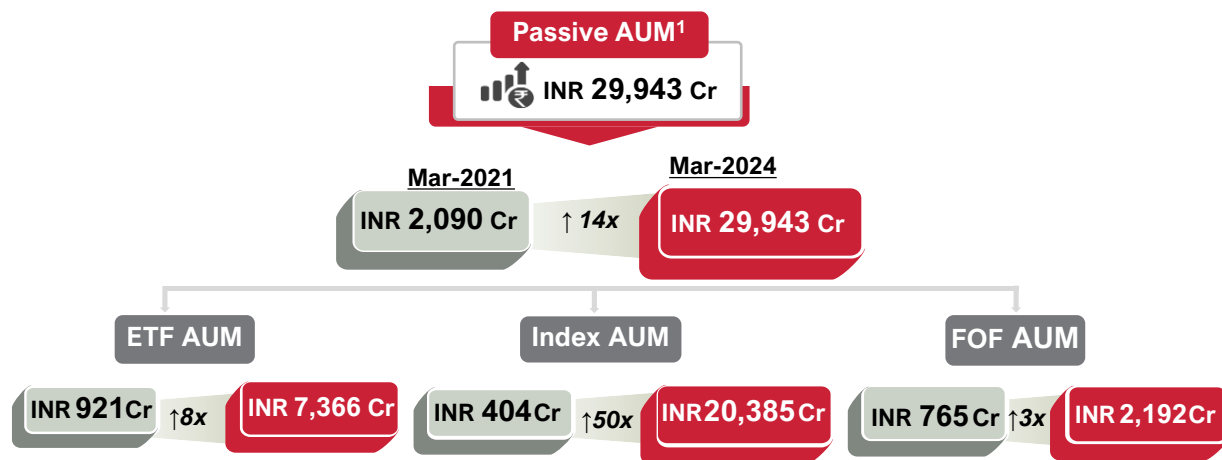 Passive AUM¹
INR 29,943 Cr
Mar-2021
Mar-2024
INR 2,090 Cr
↑ 14x
INR 29,943 Cr
ETF AUM
Index AUM
FOF AUM
INR 921Cr
↑8x
INR 7,366 Cr
INR 404Cr
↑50x
INR20,385Cr
INR 765Cr
↑3x
INR 2,192Cr